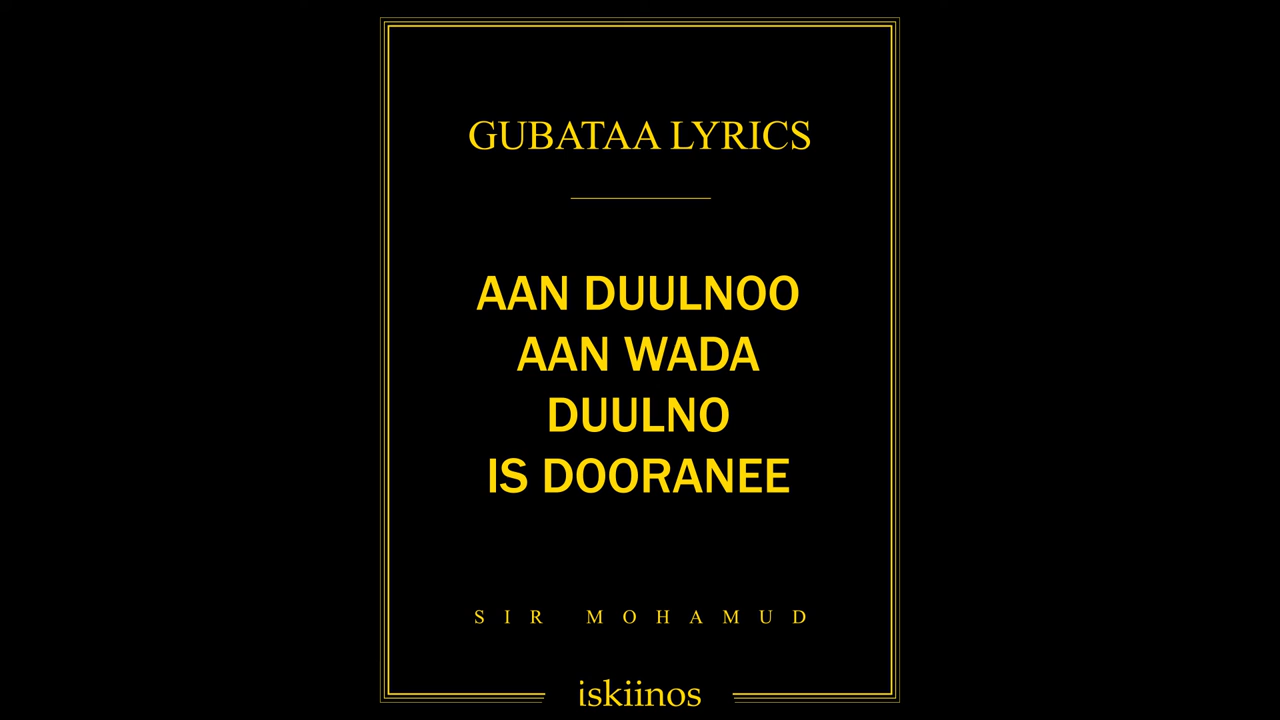 GUBATAA LYRICS
AAN DUULNOO
AAN WADA
DUULNO
IS DOORANEE
SIR MOHAMUD
iskiinos